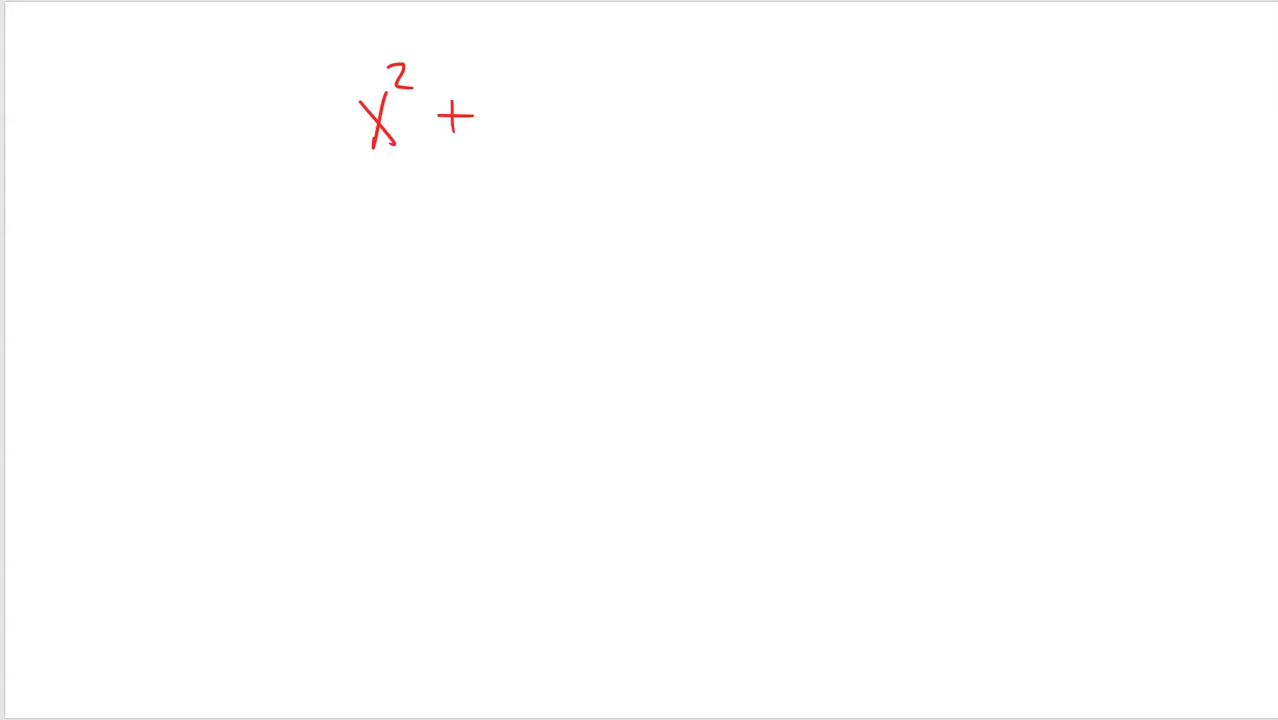 x² +